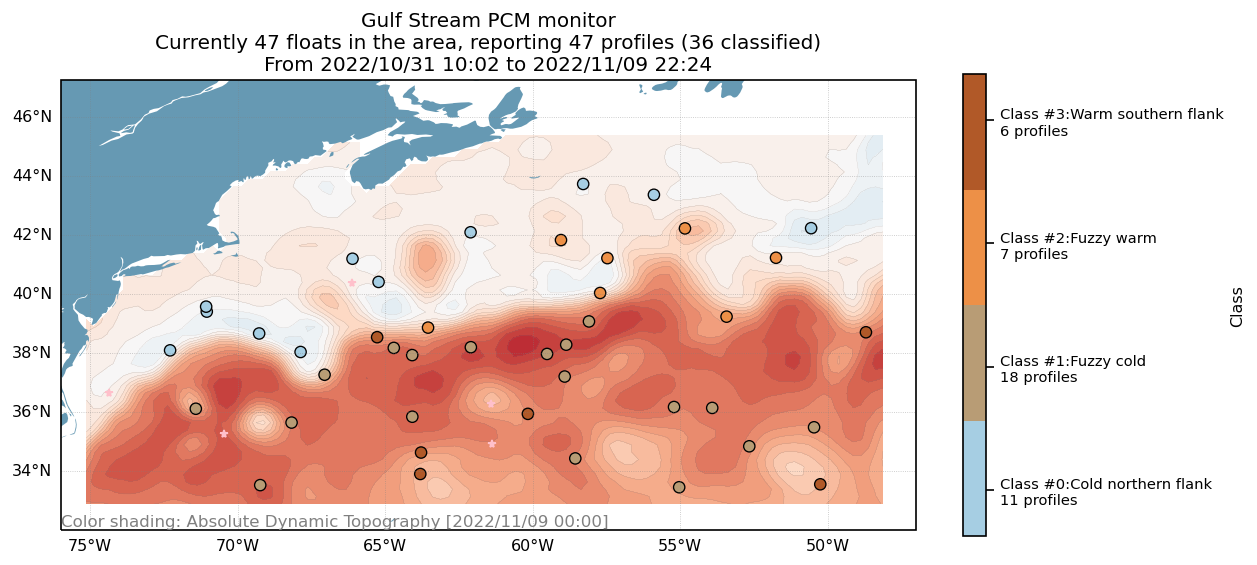 Gulf Stream PCM monitor
Currently 47 floats in the area, reporting 47 profiles (36 classified)
From 2022/10/31 10:02 to 2022/11/09 22:24
46°N
44°N
42°N
40°N
38°N
36°N
34°N
Color shading: Absolute Dynamic Topography [2022/11/09 00:00]
75°W
70°W
65°W
60°W
55°W
50°W
Class #3:Warm southern flank
6 profiles
Class #2:Fuzzy warm
7 profiles
Class #1:Fuzzy cold
18 profiles
Class #0:Cold northern flank
11 profiles
Class